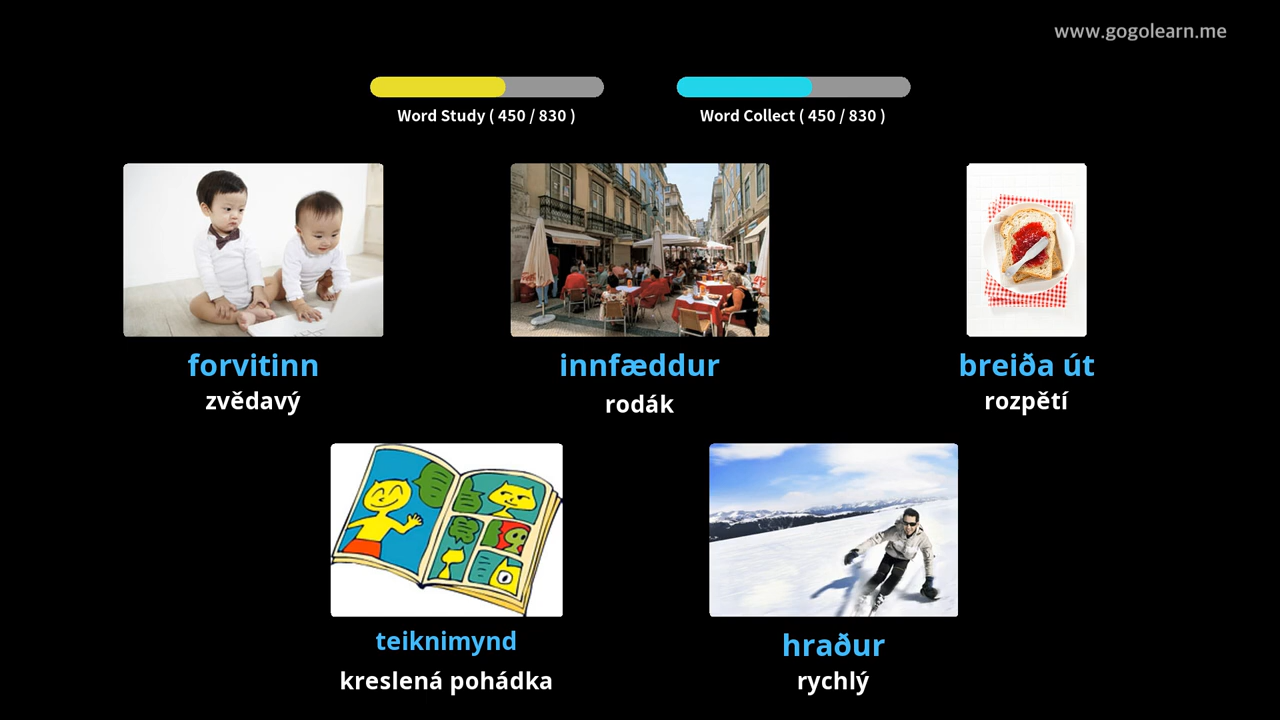 www.gogolearn.me
Word Study ( 450 / 830 )
Word Collect ( 450 / 830 )
forvitinn
zvědavý
innfæddur
rodák
breiða út
rozpětí
teiknimynd
kreslená pohádka
hraður
rychlý